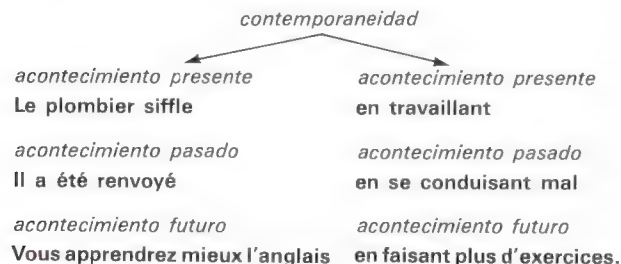 contemporaneidad
acontecimiento presente acontecimiento presente
Le plombier siffle en travaillant
acontecimiento pasado acontecimiento pasado
Il a été renvoyé en se conduisant mal
acontecimiento futuro acontecimiento futuro
Vous apprendrez mieux l'anglais en faisant plus d'exercices.